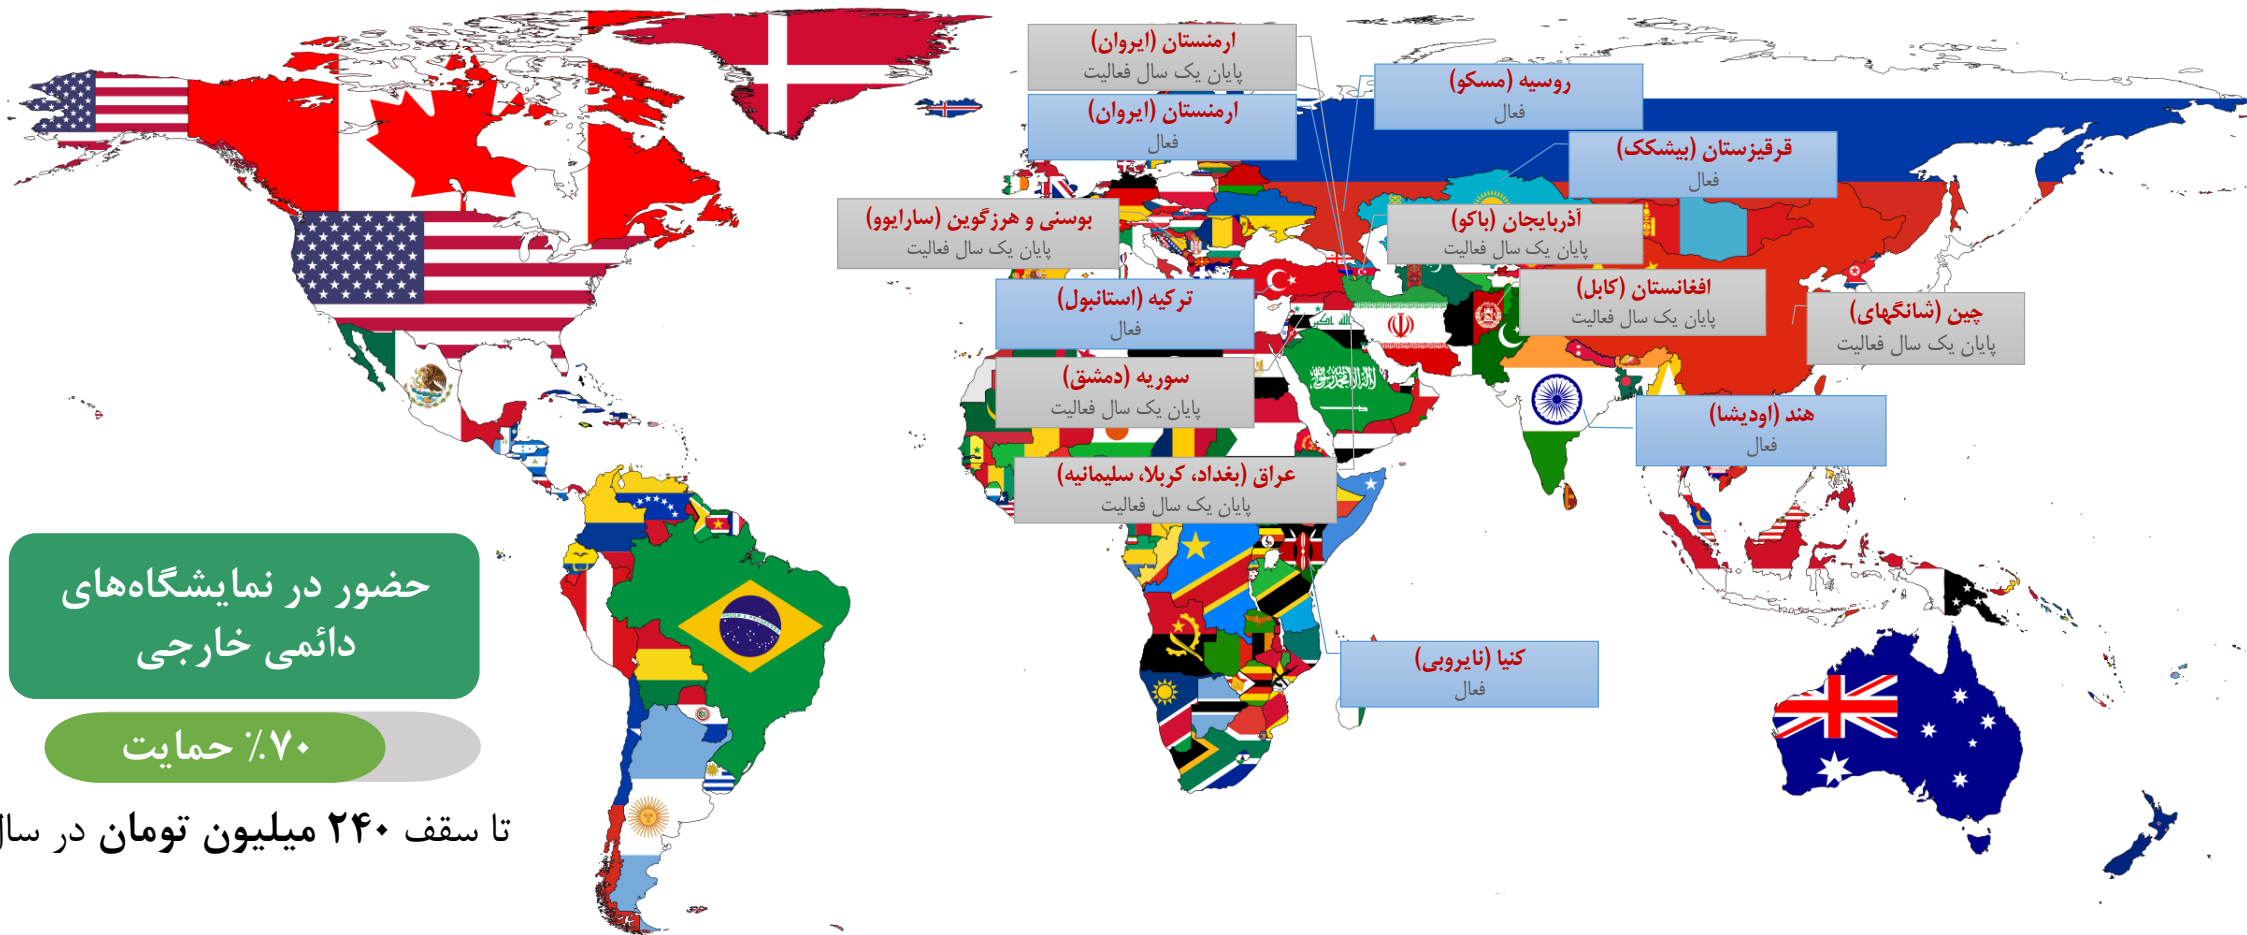 ارمنستان (ایروان)
پایان یک سال فعالیت
ارمنستان (ایروان)
فعال
روسیه (مسکو)
فعال
قرقیزستان (بیشکک)
فعال
بوسنی و هرزگوین (سارایوو)
پایان یک سال فعالیت
آذربایجان (باکو)
پایان یک سال فعالیت
ترکیه (استانبول)
فعال
افغانستان (کابل)
پایان یک سال فعالیت
چین (شانگهای)
پایان یک سال فعالیت
سوریه (دمشق)
پایان یک سال فعالیت
هند (اودیشا)
فعال
عراق (بغداد، کربلا، سلیمانیه)
پایان یک سال فعالیت
کنیا (نایروبی)
فعال
حضور در نمایشگاه‌های
دائمی خارجی
۷۰٪ حمایت
تا سقف ۲۴۰ میلیون تومان در سال